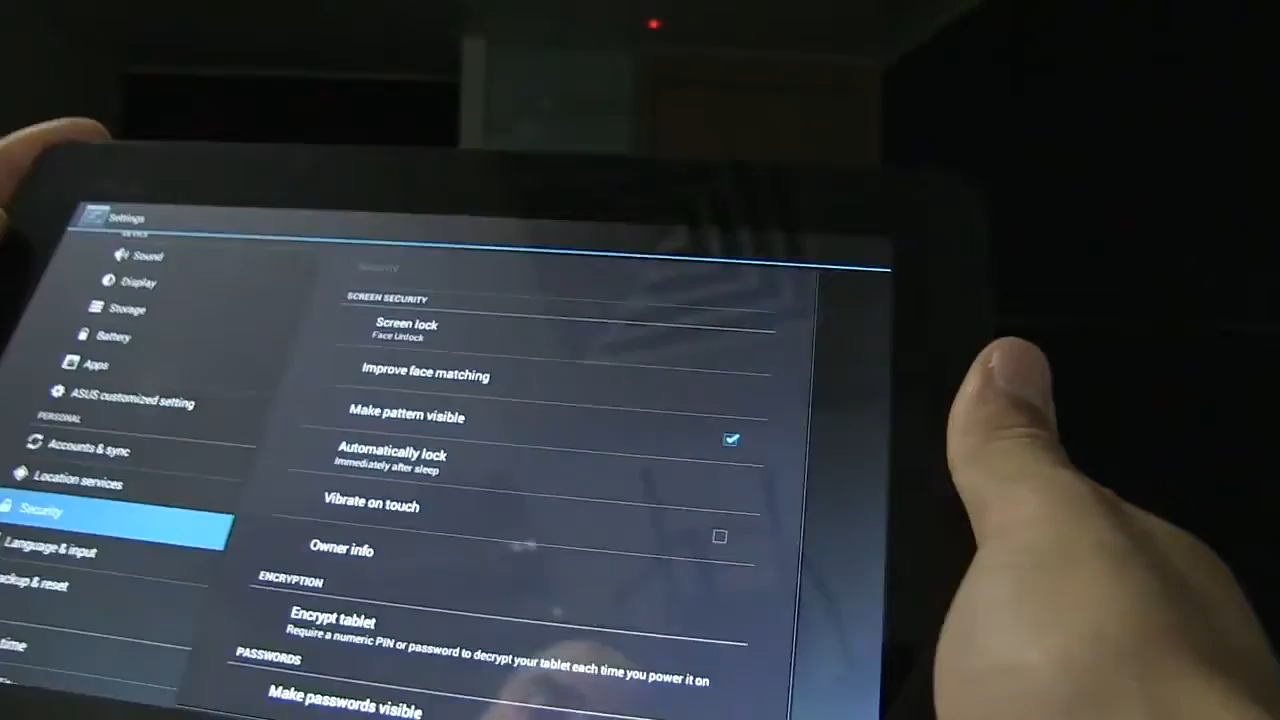 Settings
Sound
Display
Storage
Battery
Apps
ASUS customized setting
PERSONAL
Accounts & sync
Location services
Security
Language & input
ackup & reset
time
Security
SCREEN SECURITY
Screen lock
Face Unlock
Improve face matching
Make pattern visible
Automatically lock
Immediately after sleep
Vibrate on touch
Owner info
ENCRYPTION
Encrypt tablet
Require a numeric PIN or password to decrypt your tablet each time you power it on
PASSWORDS
Make passwords visible